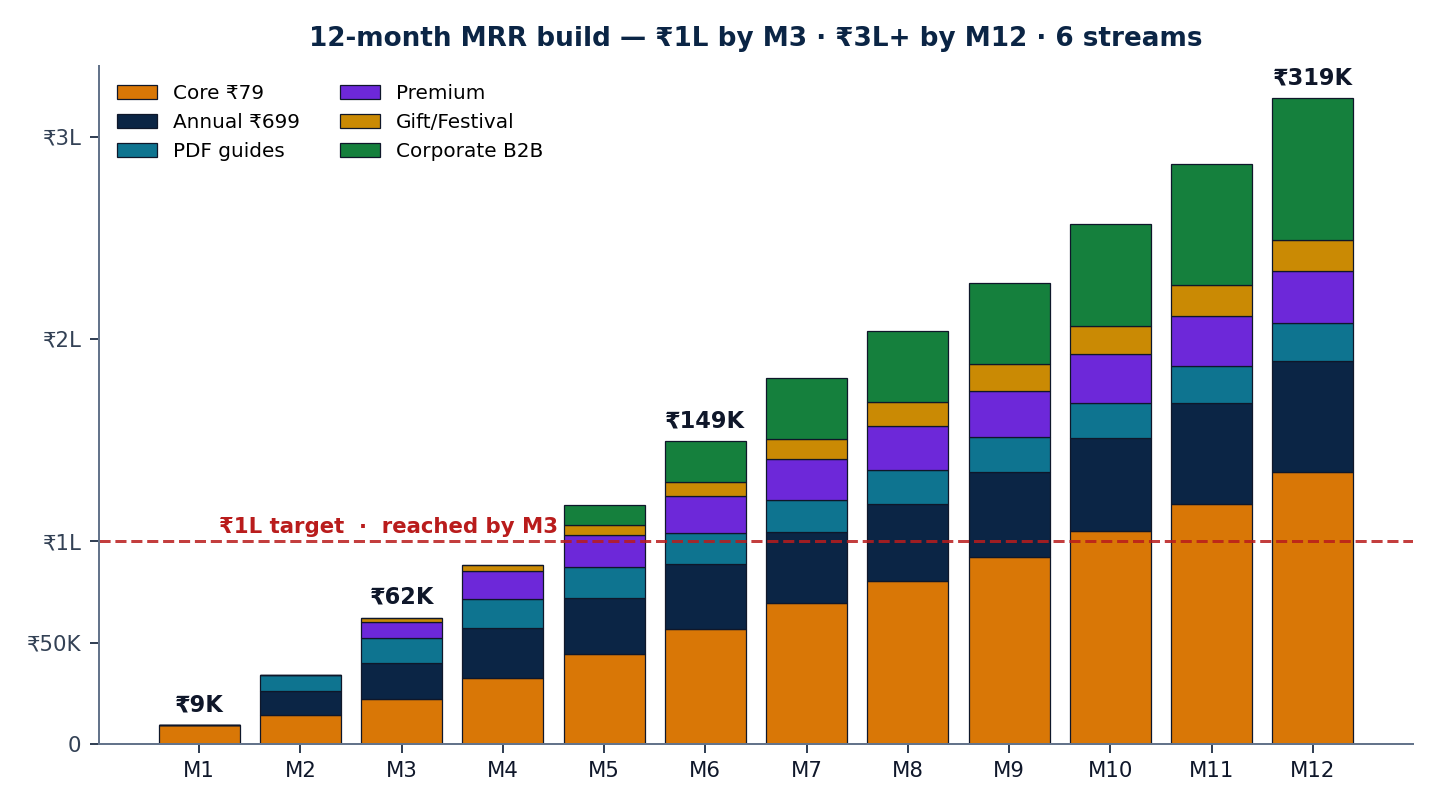 12-month MRR build — ₹1L by M3 · ₹3L+ by M12 · 6 streams
Core ₹79
Annual ₹699
PDF guides
Premium
Gift/Festival
Corporate B2B
₹3L
₹2L
₹1L
₹50K
0
₹319K
₹149K
₹1L target · reached by M3
₹62K
₹9K
M1 M2 M3 M4 M5 M6 M7 M8 M9 M10 M11 M12